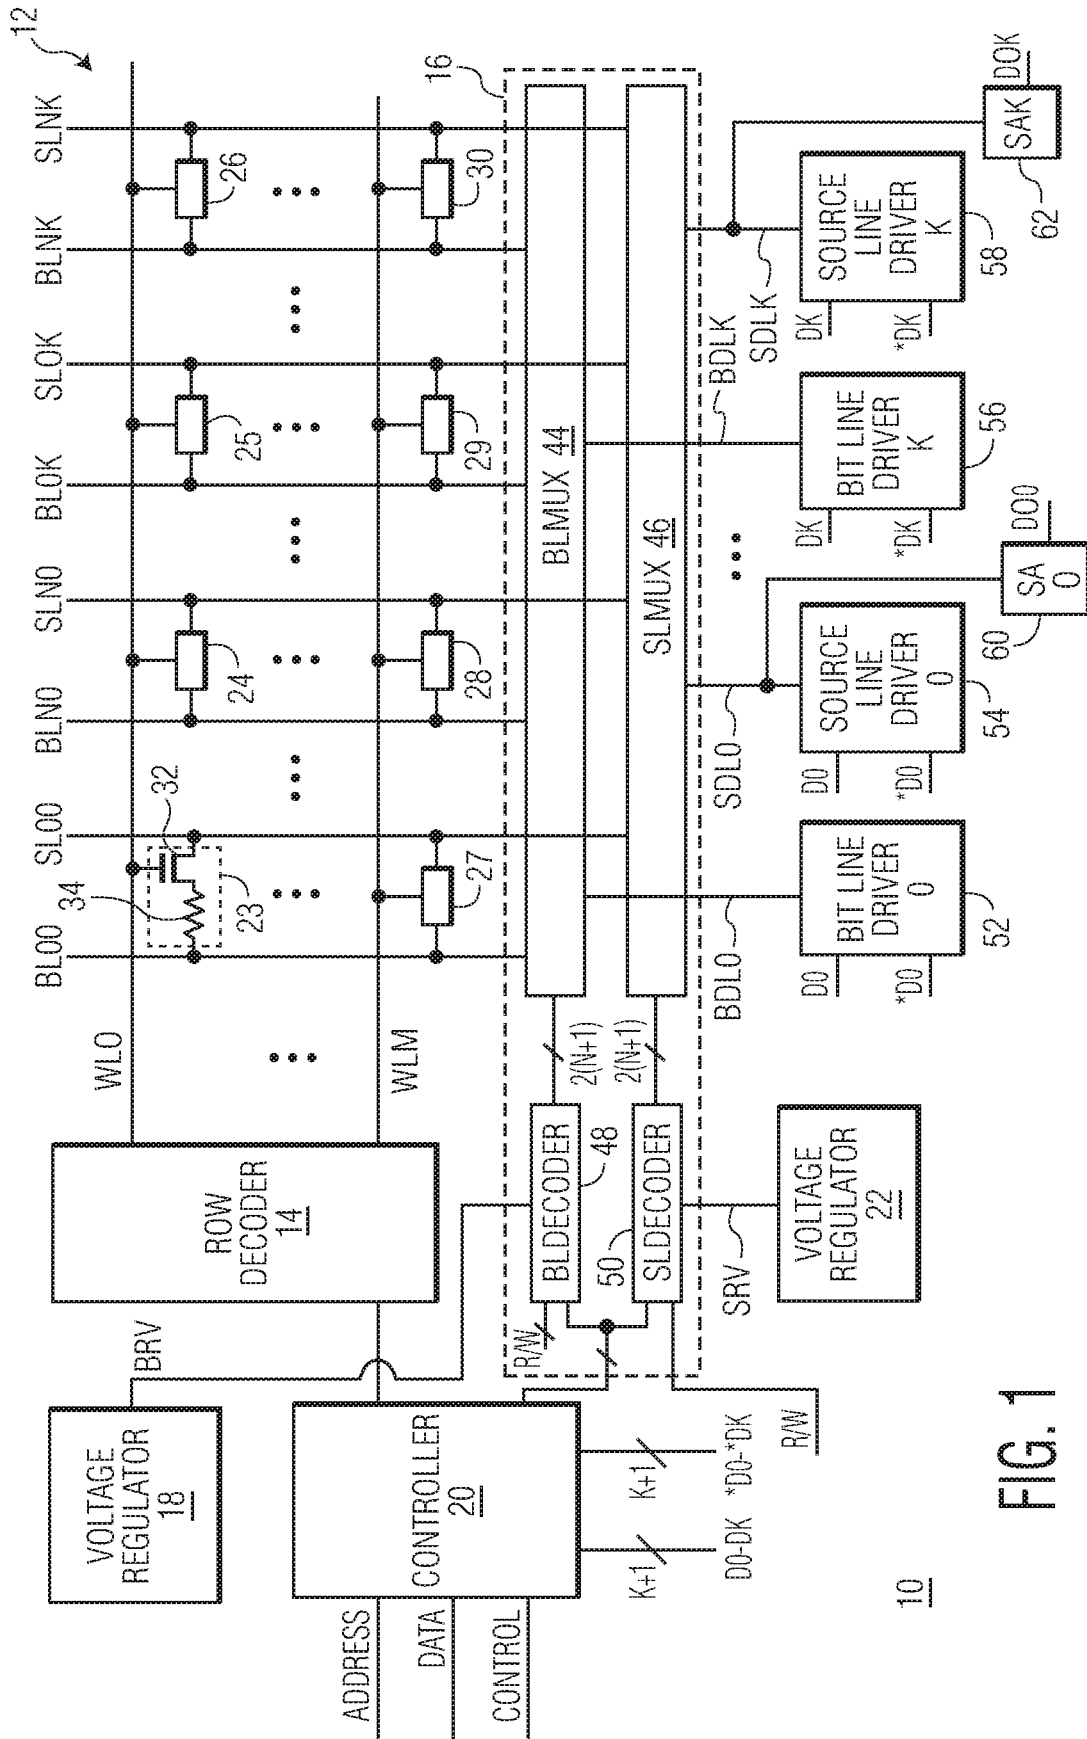 12
BL00
SL00
BLN0
SLN0
BL0K
SL0K
BLNK
SLNK
VOLTAGE
REGULATOR
18
BRV
ROW
DECODER
14
WL0
WLM
34
32
23
24
25
26
27
28
29
30
16
ADDRESS
DATA
CONTROL
CONTROLLER
20
R/W
BLDECODER
48
2(N+1)
BLMUX 44
50
SLDECODER
2(N+1)
SLMUX 46
K+1
K+1
D0-DK
*D0-*DK
R/W
SRV
VOLTAGE
REGULATOR
22
BDL0
SDL0
BDLK
SDLK
D0
*D0
BIT LINE
DRIVER
0
52
D0
*D0
SOURCE
LINE
DRIVER
0
54
SA
0
60
DO0
DK
*DK
BIT LINE
DRIVER
K
56
DK
*DK
SOURCE
LINE
DRIVER
K
58
SAK
62
DOK
10
FIG. 1